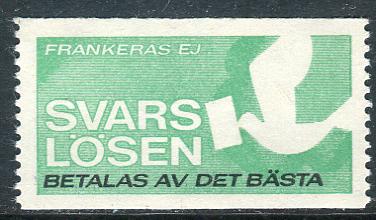 FRANKERAS EJ
SVARS
LÖSEN
BETALAS AV DET BÄSTA